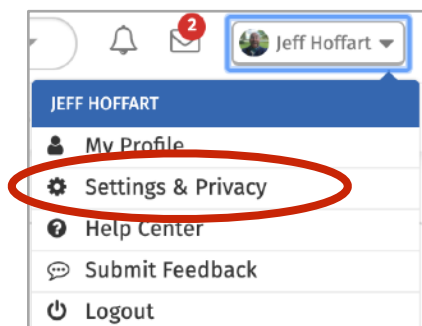 2
Jeff Hoffart
JEFF HOFFART
My Profile
Settings & Privacy
Help Center
Submit Feedback
Logout